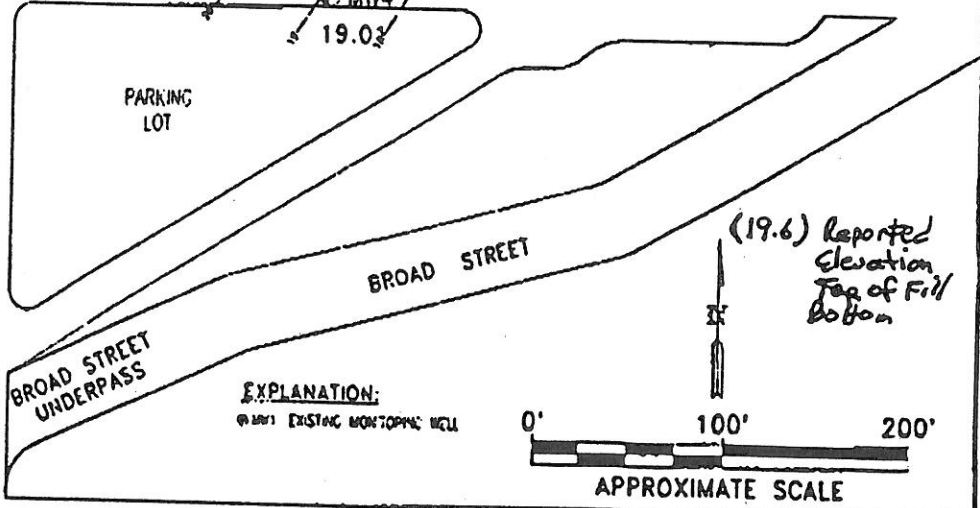 19.0
PARKING
LOT
(19.6) Reported
Elevation
Top of Fill
Bottom
BROAD STREET
BROAD STREET
UNDERPASS
EXPLANATION:
EXISTING MONITORING WELL
0'
100'
200'
APPROXIMATE SCALE